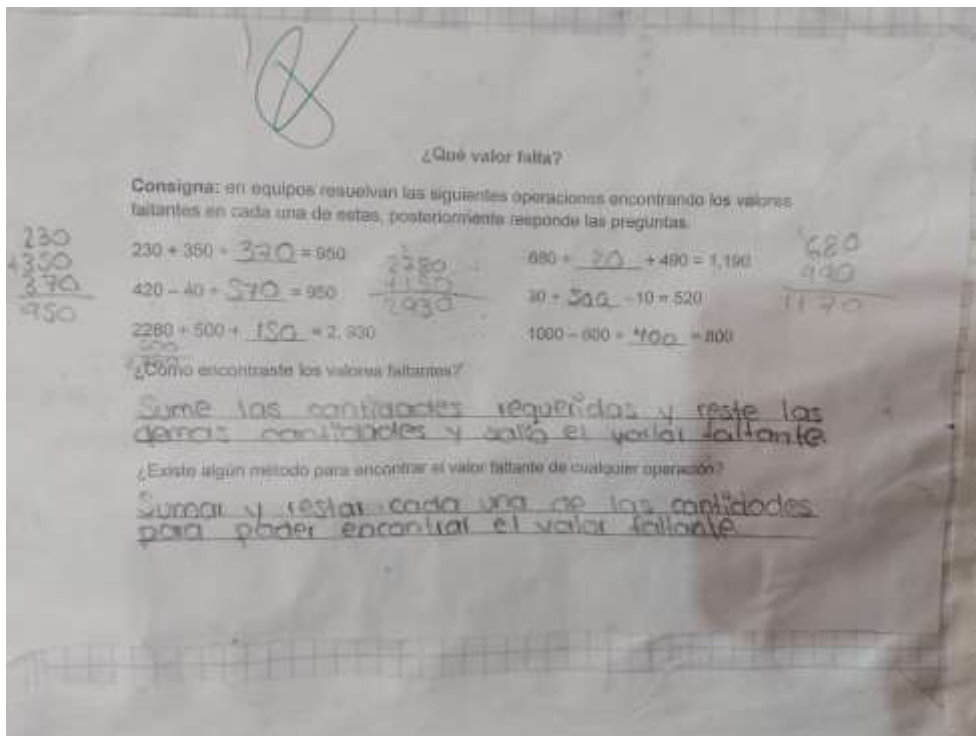 ¿Qué valor falta?
Consigna: en equipos resuelvan las siguientes operaciones encontrando los valores
faltantes en cada una de estas, posteriormente responde las preguntas.
230 + 350 + 370 = 950
680 + 20 + 490 = 1,190
420 – 40 + 570 = 950
30 + 500 - 10 = 520
2280 + 500 + 150 = 2, 930
1000 – 600 + 400 = 800
230
+350
370
950
2780
+150
2930
680
490
1170
500
¿Cómo encontraste los valores faltantes?
Sume las cantidades requeridas y reste las
demas cantidades y salio el valor faltante.
¿Existe algún método para encontrar el valor faltante de cualquier operación?
Sumar y restar cada una de las cantidades
para poder encontrar el valor faltante.